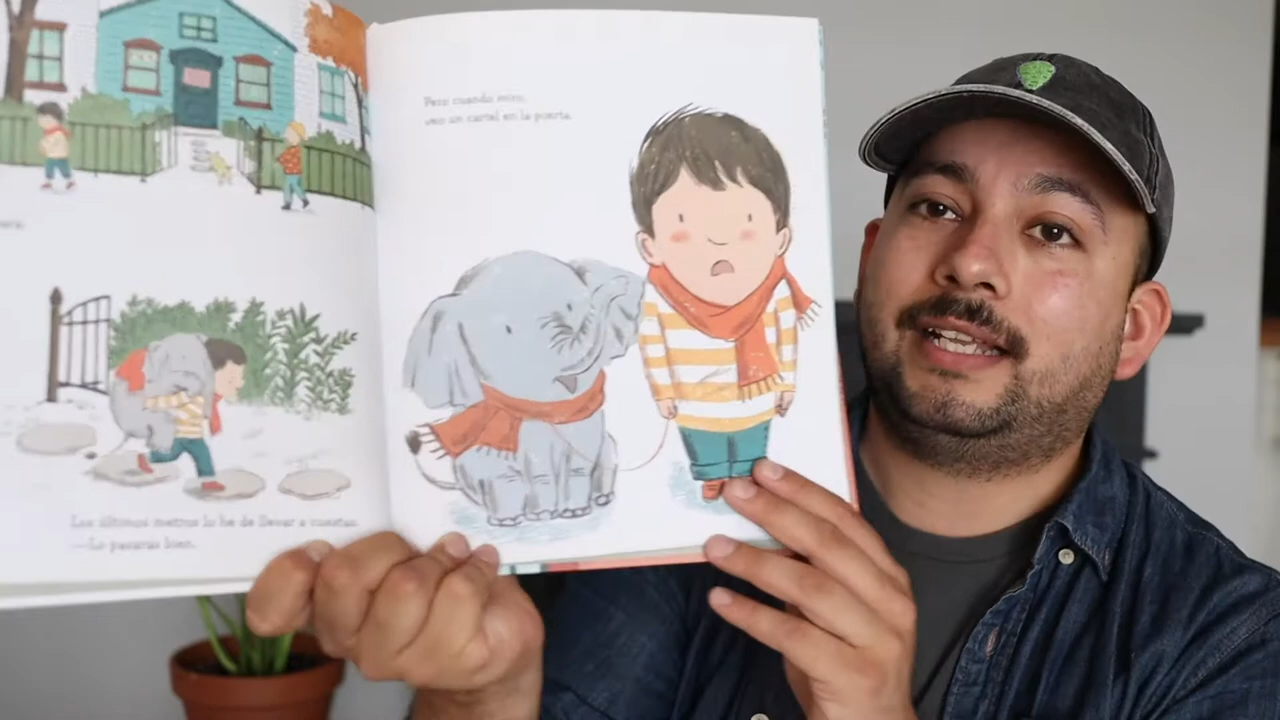 Los últimos metros lo he de llevar a cuestas.
—Lo pasarás bien.
Pero cuando miro,
veo un cartel en la puerta.